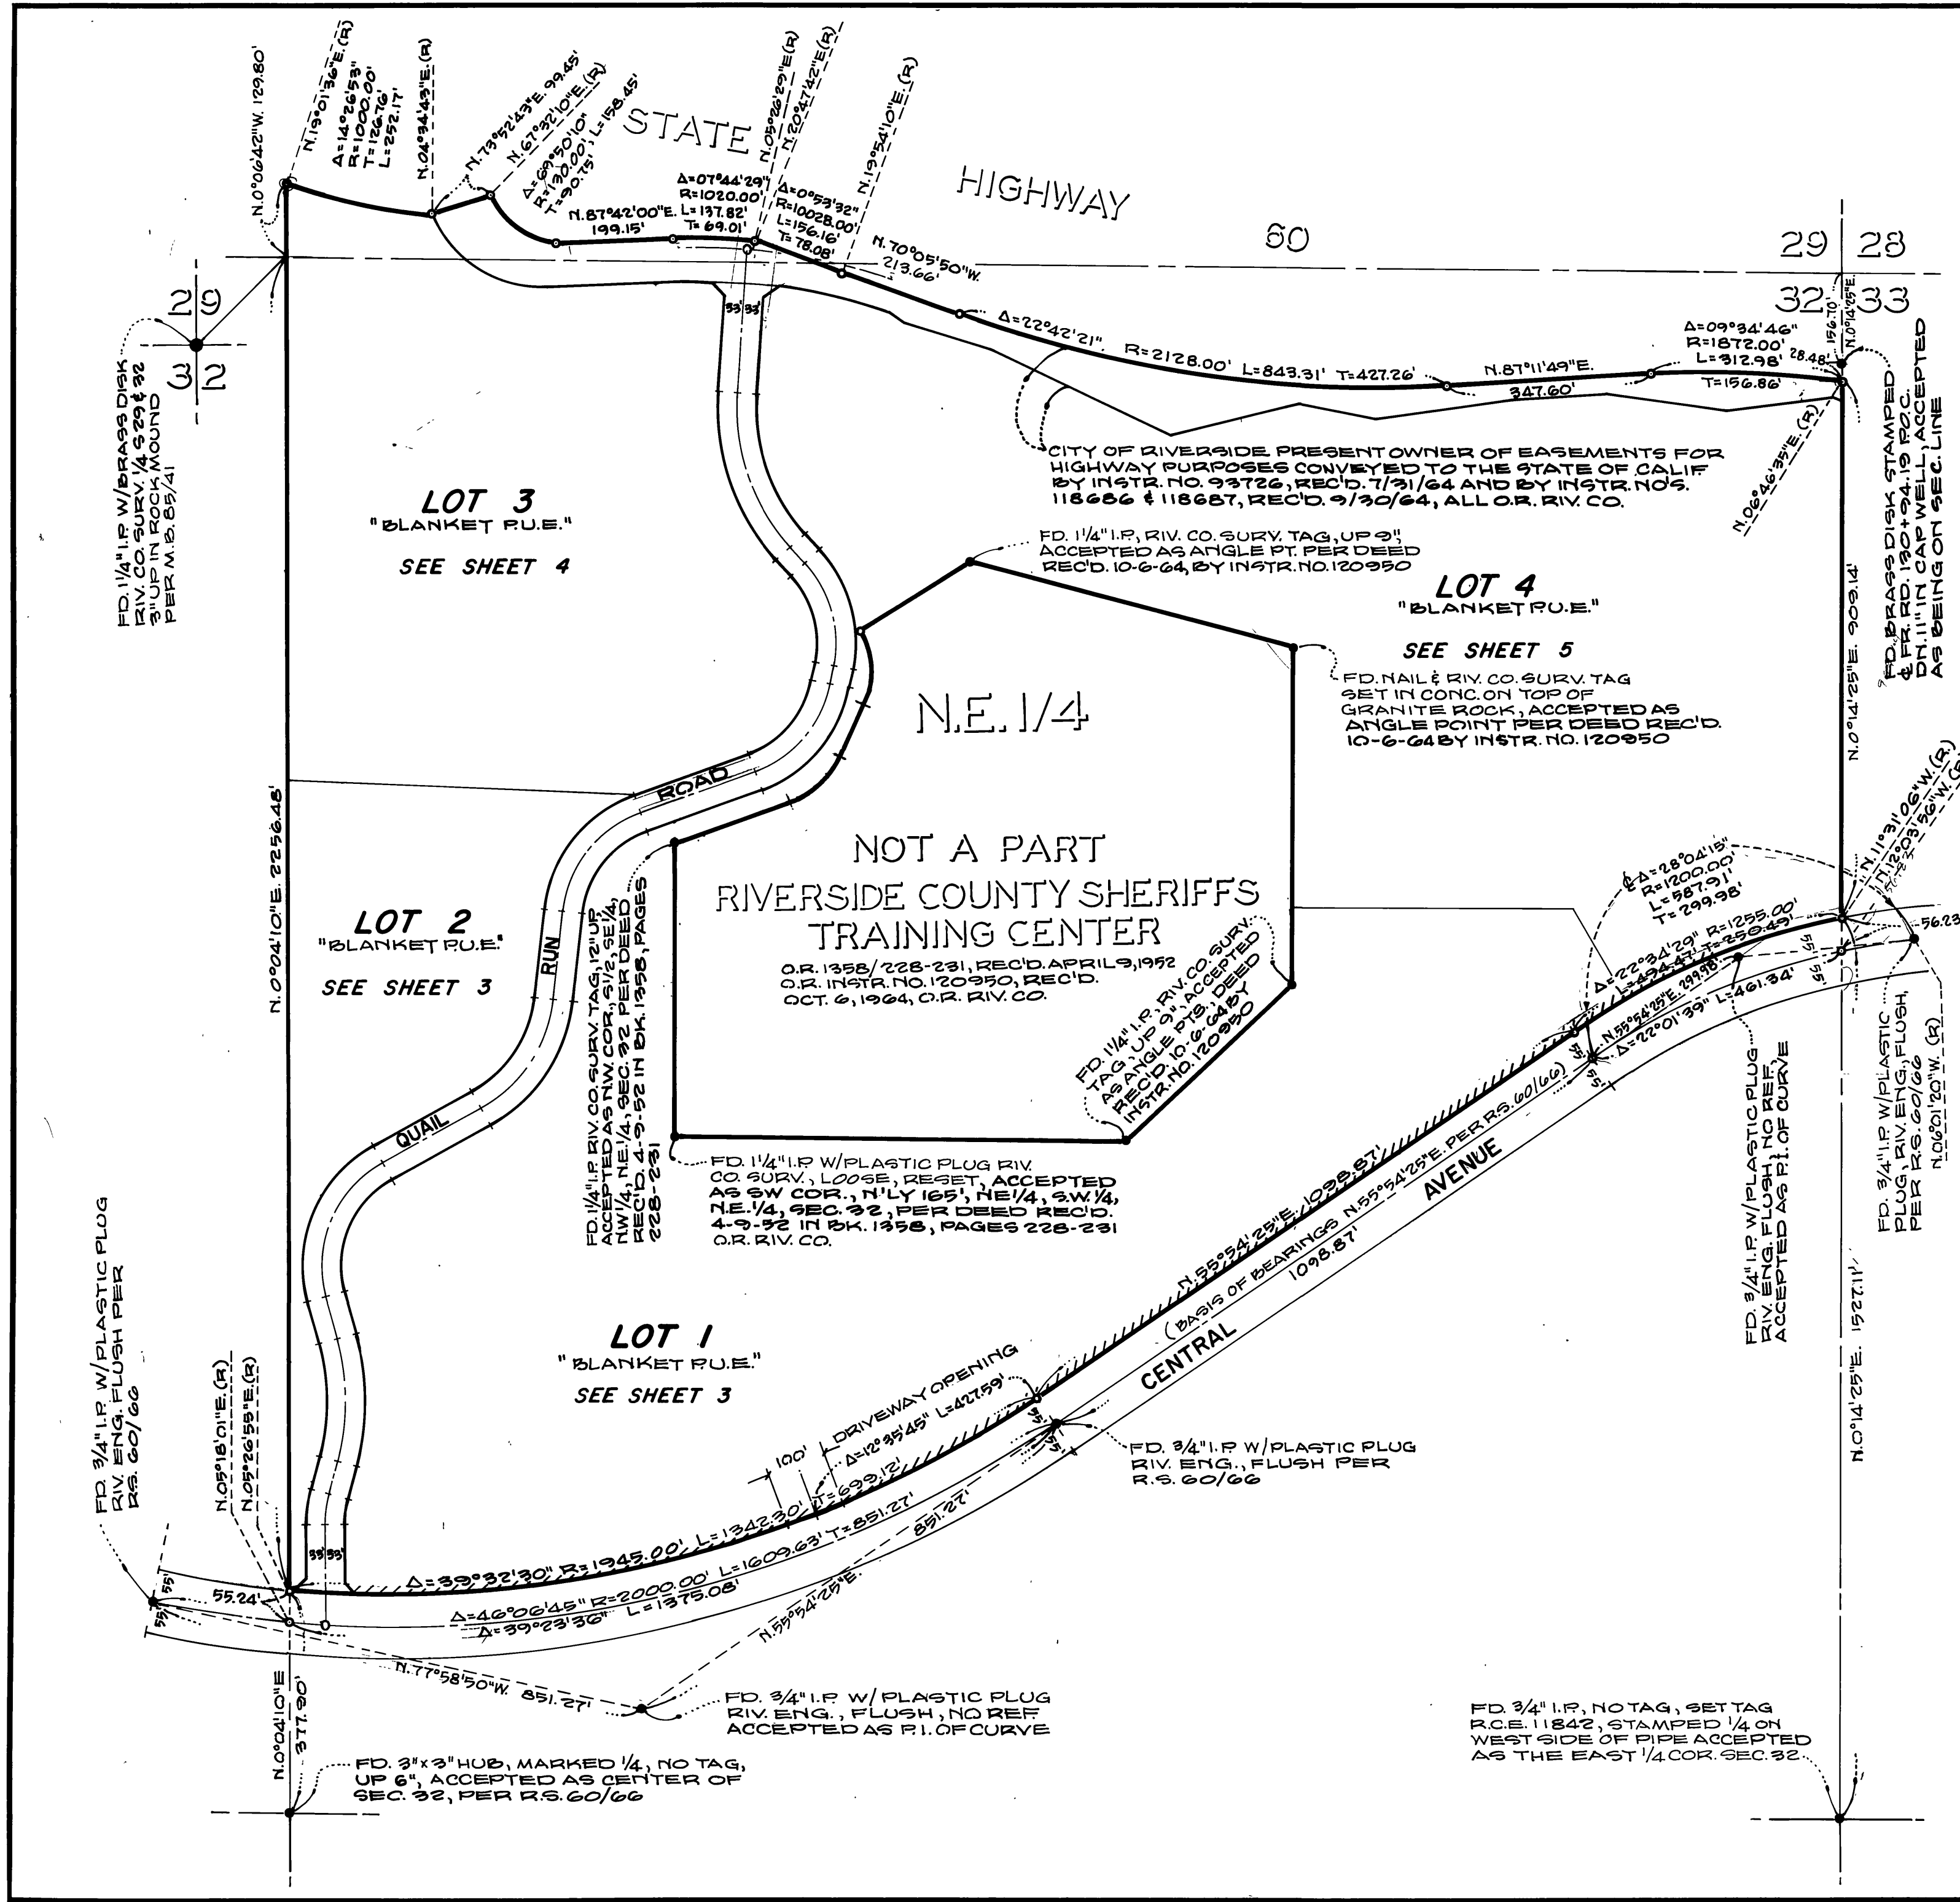 N.0°06'42"W. 129.80'
N.19°01'36"E.(R)
Δ=14°26'53"
R=1000.00'
T=126.76'
L=252.17'
N.04°34'43"E.(R)
N.73°52'43"E. 99.45'
N.67°32'10"E.(R)
Δ=69°50'10"
R=130.00', L=158.45'
T=90.75'
STATE
HIGHWAY
60
N.87°42'00"E.
199.15'
Δ=07°44'29"
R=1020.00'
L=137.82'
T=69.01'
N.05°26'29"E(R)
N.20°47'42"E(R)
Δ=0°53'32"
R=10028.00'
L=156.16'
T=78.08'
N.19°54'10"E.(R)
N.70°05'50"W.
213.66'
Δ=22°42'21" R=2128.00' L=843.31' T=427.26'
N.87°11'49"E.
347.60'
Δ=09°34'46"
R=1872.00'
L=312.98'
T=156.86'
28.48'
156.70'
N.0°14'25"E.
29 28
32 33
29
32
FD. 1 1/4" I.P. W/BRASS DISK
RIV. CO. SURV. 1/4 S29 & 32
3" UP IN ROCK MOUND
PER M.B. 85/41
FD. BRASS DISK STAMPED
℄ FR. RD. 130+94.19 P.O.C.
DN. 11" IN CAP WELL, ACCEPTED
AS BEING ON SEC. LINE
N.06°46'35"E. (R)
33' 33'
CITY OF RIVERSIDE PRESENT OWNER OF EASEMENTS FOR
HIGHWAY PURPOSES CONVEYED TO THE STATE OF CALIF
BY INSTR. NO. 93726, REC'D. 7/31/64 AND BY INSTR. NO'S.
118686 & 118687, REC'D. 9/30/64, ALL O.R. RIV. CO.
LOT 3
"BLANKET P.U.E."
SEE SHEET 4
FD. 1 1/4" I.P., RIV. CO. SURV. TAG, UP 9",
ACCEPTED AS ANGLE PT. PER DEED
REC'D. 10-6-64, BY INSTR. NO. 120950
LOT 4
"BLANKET P.U.E."
SEE SHEET 5
FD. NAIL & RIV. CO. SURV. TAG
SET IN CONC. ON TOP OF
GRANITE ROCK, ACCEPTED AS
ANGLE POINT PER DEED REC'D.
10-6-64 BY INSTR. NO. 120950
N.0°14'25"E. 909.14'
N.E. 1/4
NOT A PART
RIVERSIDE COUNTY SHERIFFS
TRAINING CENTER
O.R. 1358/228-231, REC'D. APRIL 9, 1952
O.R. INSTR. NO. 120950, REC'D.
OCT. 6, 1964, O.R. RIV. CO.
N.0°04'10"E. 2256.48'
QUAIL RUN ROAD
LOT 2
"BLANKET P.U.E."
SEE SHEET 3
FD. 1 1/4" I.P. RIV. CO. SURV. TAG, 12" UP,
ACCEPTED AS NW. COR., S1/2, SE1/4,
NW1/4, N.E.1/4, SEC. 32 PER DEED
REC'D. 4-9-52 IN BK. 1358, PAGES
228-231
FD. 1 1/4" I.P., RIV. CO. SURV.
TAG, UP 9", ACCEPTED
AS ANGLE PTS., DEED
REC'D. 10-6-64 BY
INSTR. NO. 120950
FD. 1 1/4" I.P. W/PLASTIC PLUG RIV.
CO. SURV., LOOSE, RESET, ACCEPTED
AS SW COR., N'LY 165', NE1/4, S.W.1/4,
N.E.1/4, SEC. 32, PER DEED REC'D.
4-9-52 IN BK. 1358, PAGES 228-231
O.R. RIV. CO.
N.11°31'06"W.(R)
N.12°03'56"W.(R)
℄ Δ=28°04'15"
R=1200.00'
L=587.91'
T=299.98'
Δ=22°34'29" R=1255.00'
L=494.47' T=250.49'
N.55°54'25"E. 299.98'
Δ=22°01'39" L=461.34'
56.23
55' 55'
55' 55'
FD. 3/4" I.P. W/PLASTIC PLUG
RIV. ENG. FLUSH, NO REF.,
ACCEPTED AS P.I. OF CURVE
FD. 3/4" I.P. W/PLASTIC
PLUG, RIV. ENG., FLUSH,
PER R.S. 60/66
N.06°01'20"W. (R)
N.0°14'25"E. 1527.11'
N.55°54'25"E. 1098.87'
(BASIS OF BEARINGS N.55°54'25"E. PER R.S. 60/66)
1098.87'
CENTRAL AVENUE
LOT 1
"BLANKET P.U.E."
SEE SHEET 3
100' DRIVEWAY OPENING
Δ=12°35'45" L=427.59'
55'
55'
FD. 3/4" I.P. W/PLASTIC PLUG
RIV. ENG., FLUSH PER
R.S. 60/66
FD. 3/4" I.P. W/PLASTIC PLUG
RIV. ENG. FLUSH PER
R.S. 60/66
N.05°18'01"E.(R)
N.05°26'55"E.(R)
33' 33'
Δ=39°32'30" R=1945.00' L=1342.30' T=699.12'
Δ=46°06'45" R=2000.00' L=1609.63' T=851.27'
Δ=39°23'36" L=1375.08'
55' 55'
55.24'
N.77°58'50"W. 851.27'
N.55°54'25"E. 851.27'
FD. 3/4" I.P. W/PLASTIC PLUG
RIV. ENG., FLUSH, NO REF.
ACCEPTED AS P.I. OF CURVE
N.0°04'10"E
377.90'
FD. 3"x3" HUB, MARKED 1/4, NO TAG,
UP 6", ACCEPTED AS CENTER OF
SEC. 32, PER R.S. 60/66
FD. 3/4" I.P., NO TAG, SET TAG
R.C.E. 11842, STAMPED 1/4 ON
WEST SIDE OF PIPE ACCEPTED
AS THE EAST 1/4 COR. SEC. 32